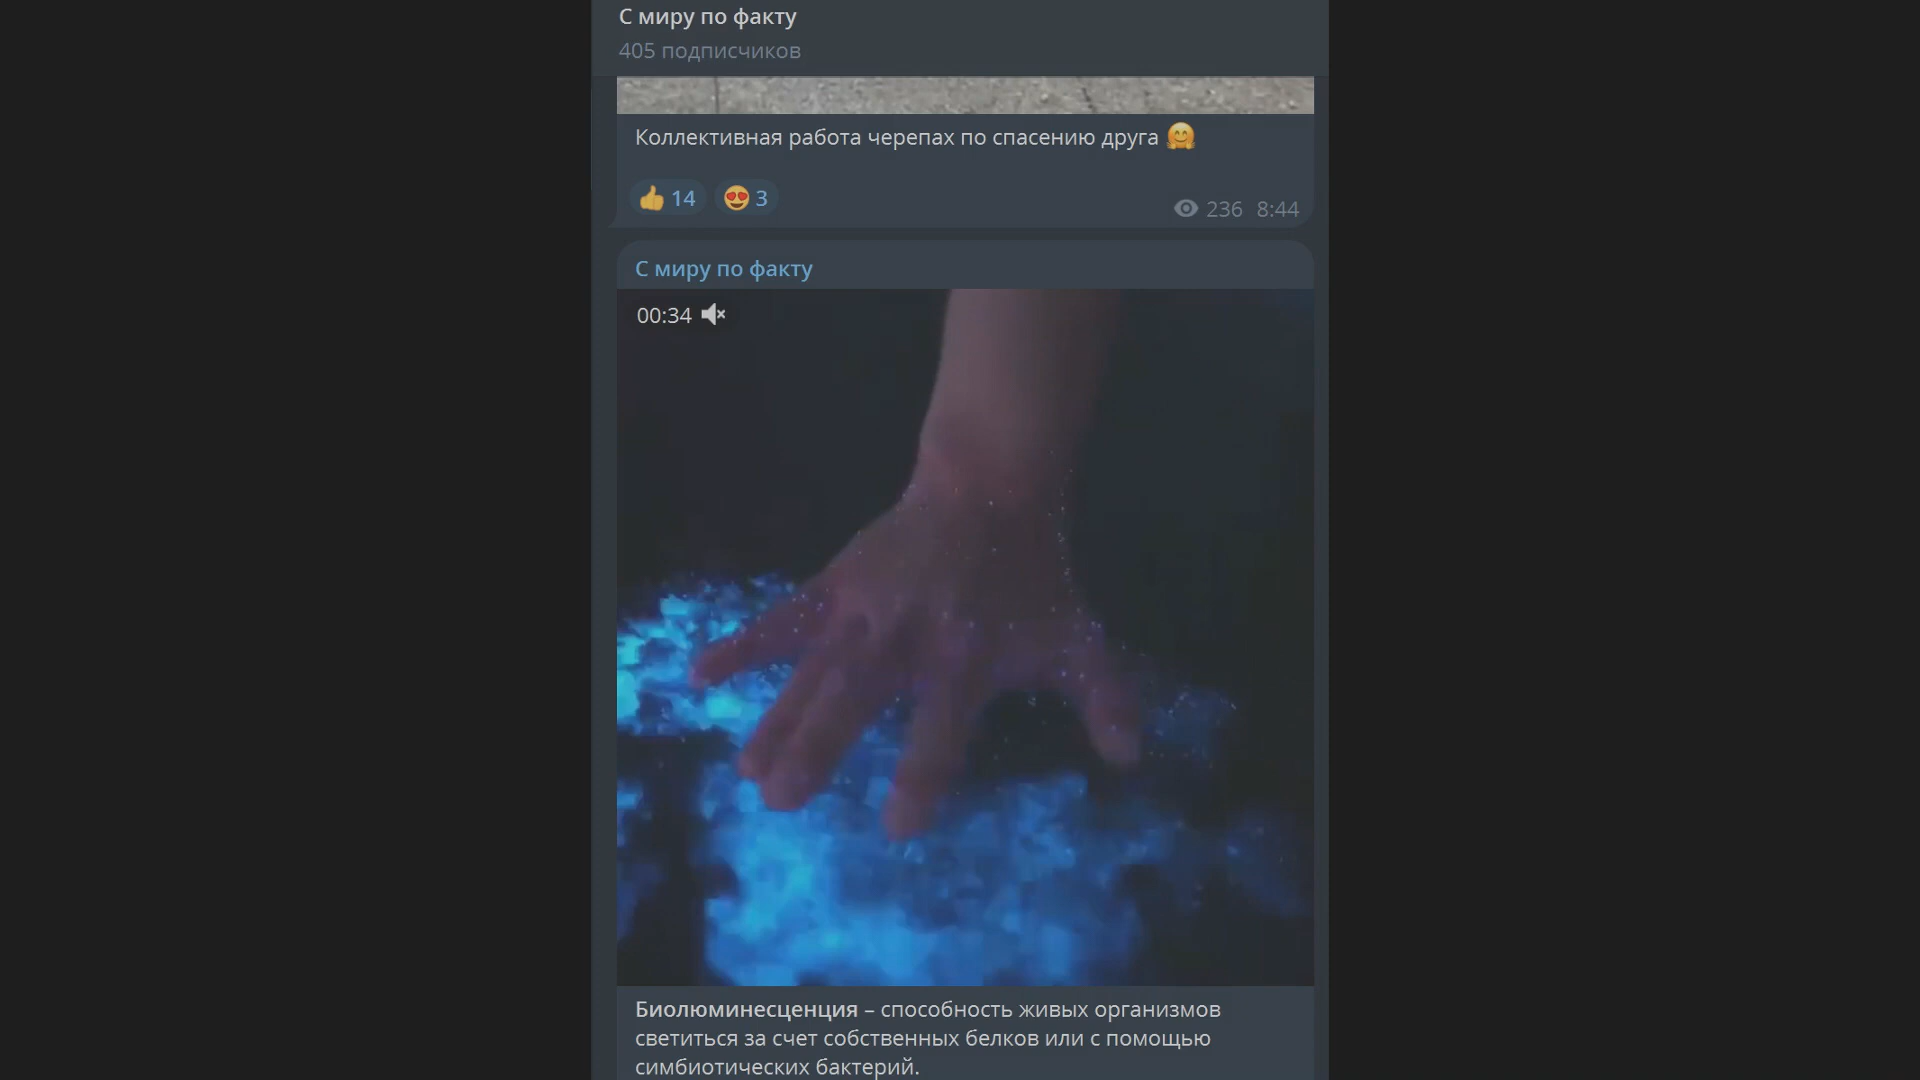 С миру по факту
405 подписчиков
Коллективная работа черепах по спасению друга
14 3
236 8:44
С миру по факту
00:34
Биолюминесценция – способность живых организмов
светиться за счет собственных белков или с помощью
симбиотических бактерий.